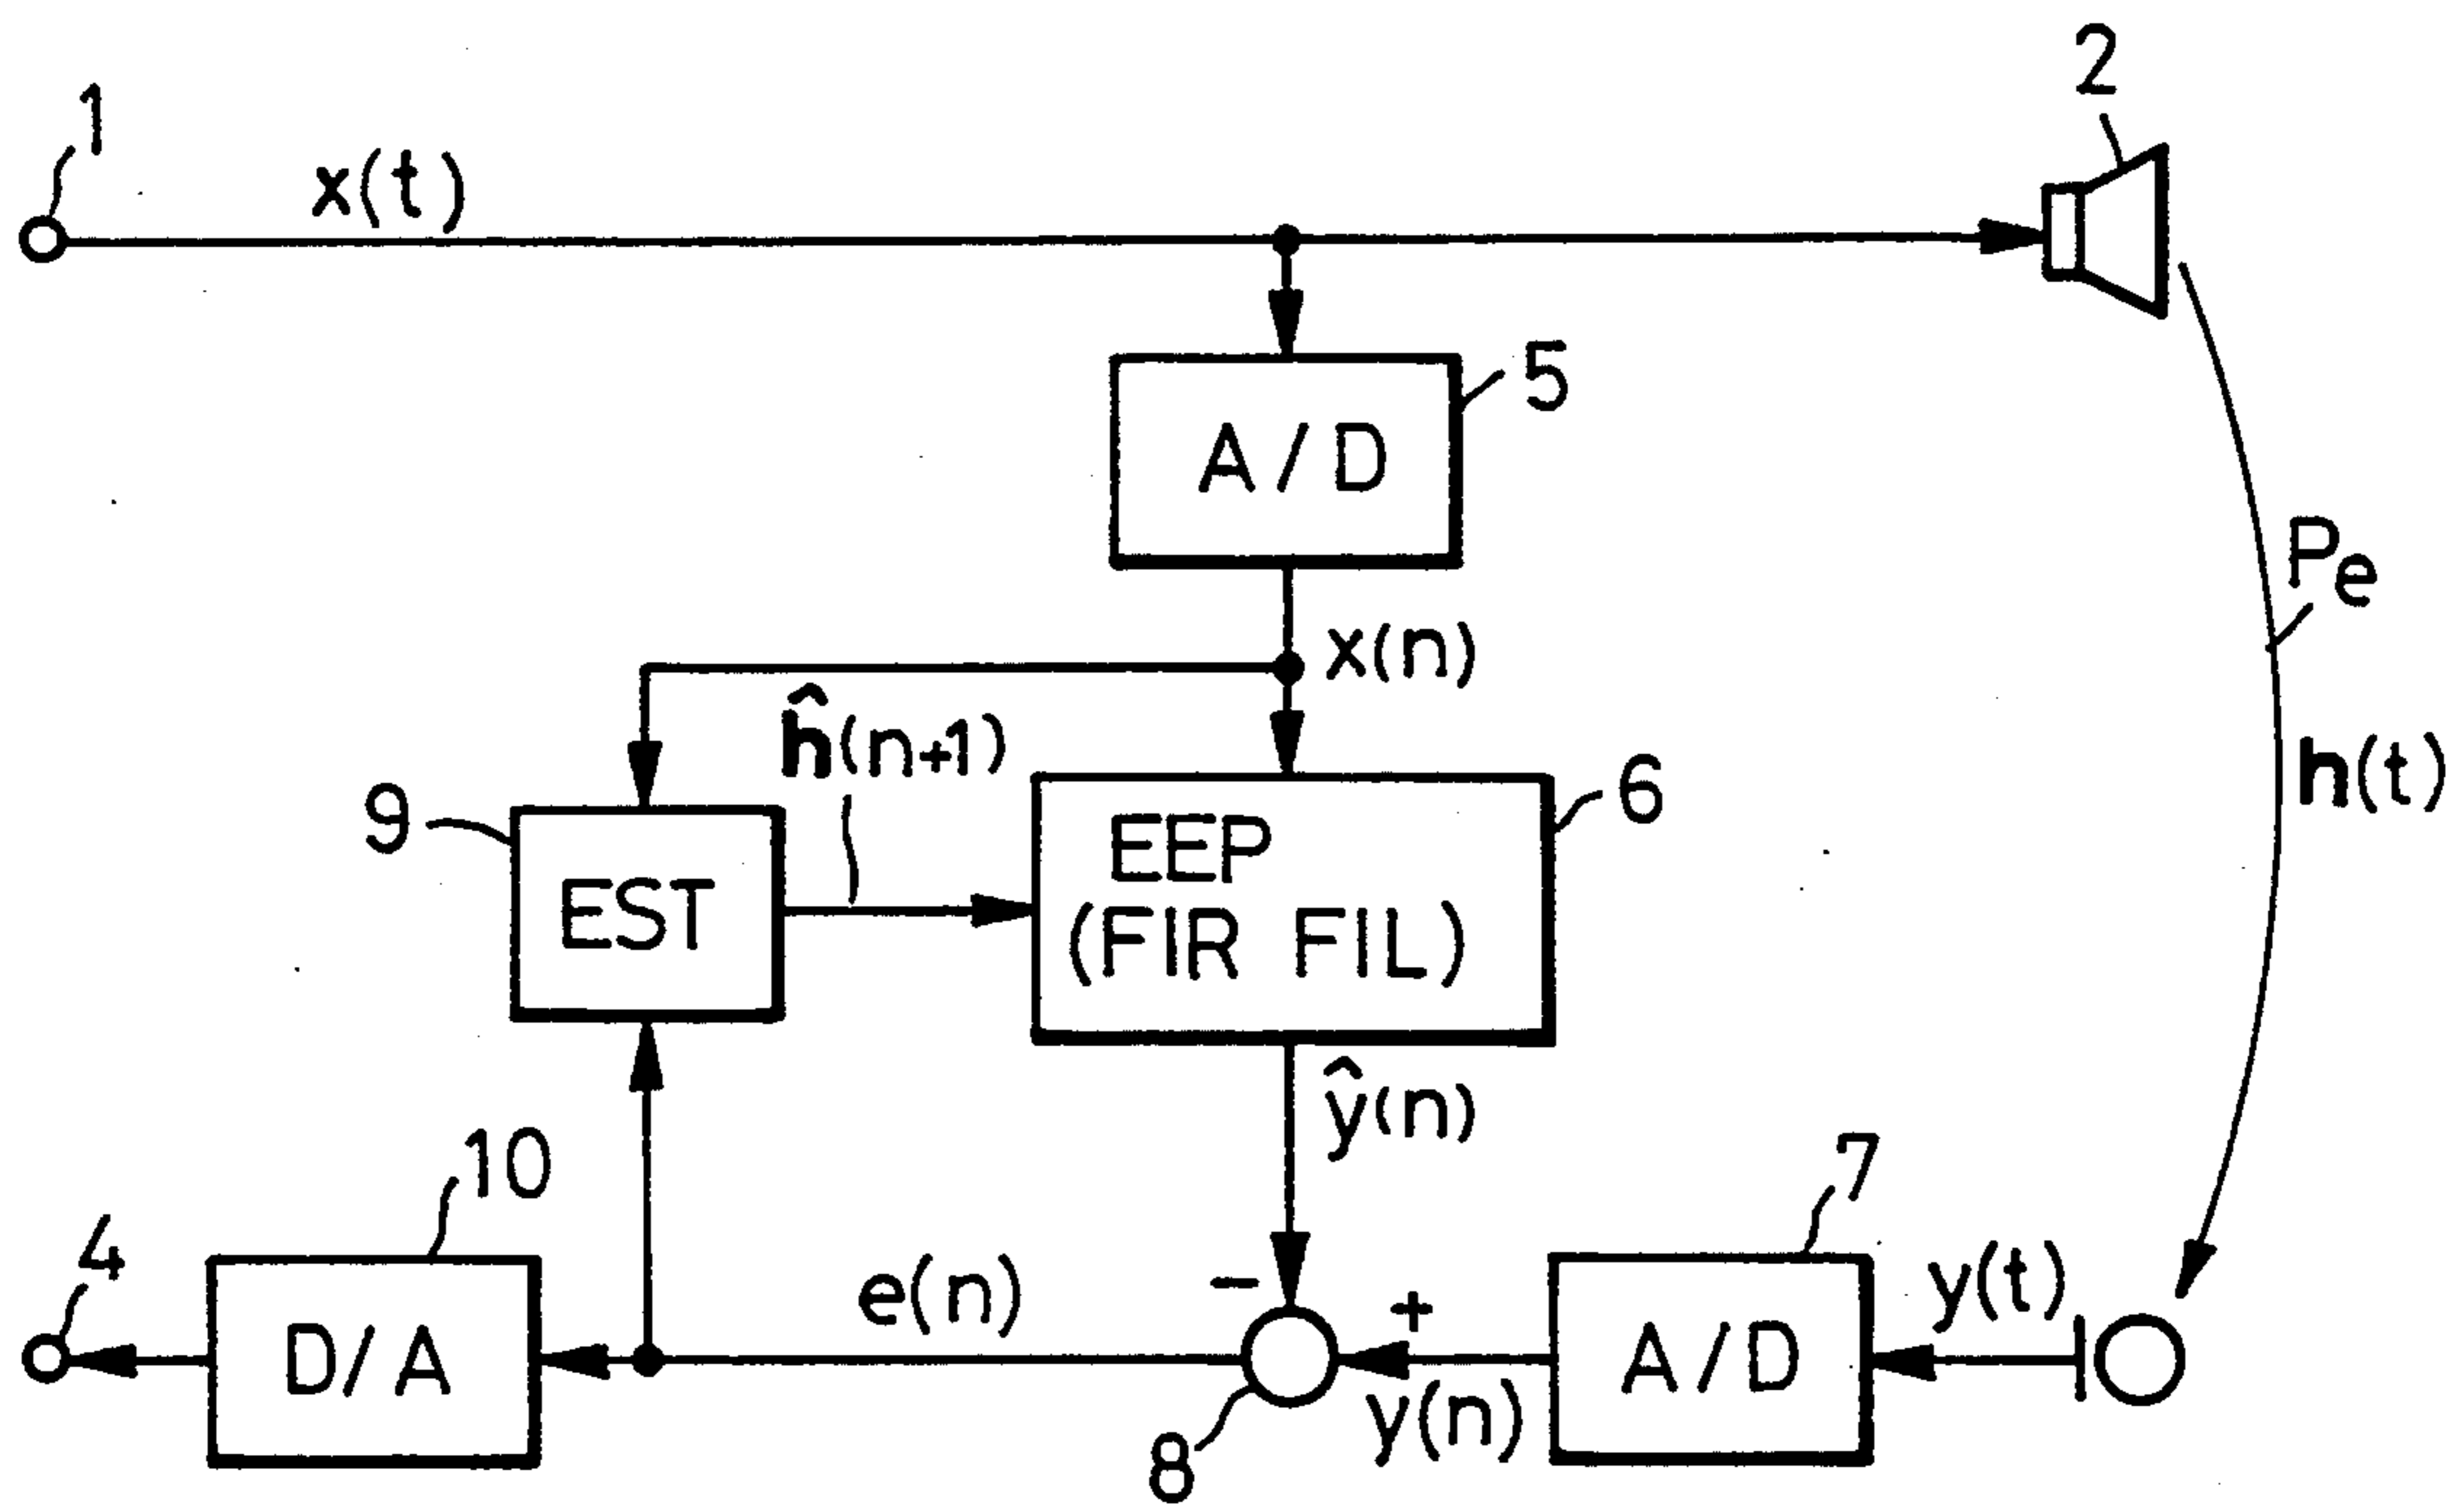 1
x(t)
2
A/D
5
x(n)
Pe
ĥ(n+1)
h(t)
9
EST
EEP
(FIR FIL)
6
ŷ(n)
10
7
4
D/A
e(n)
−
+
A/D
y(t)
y(n)
8